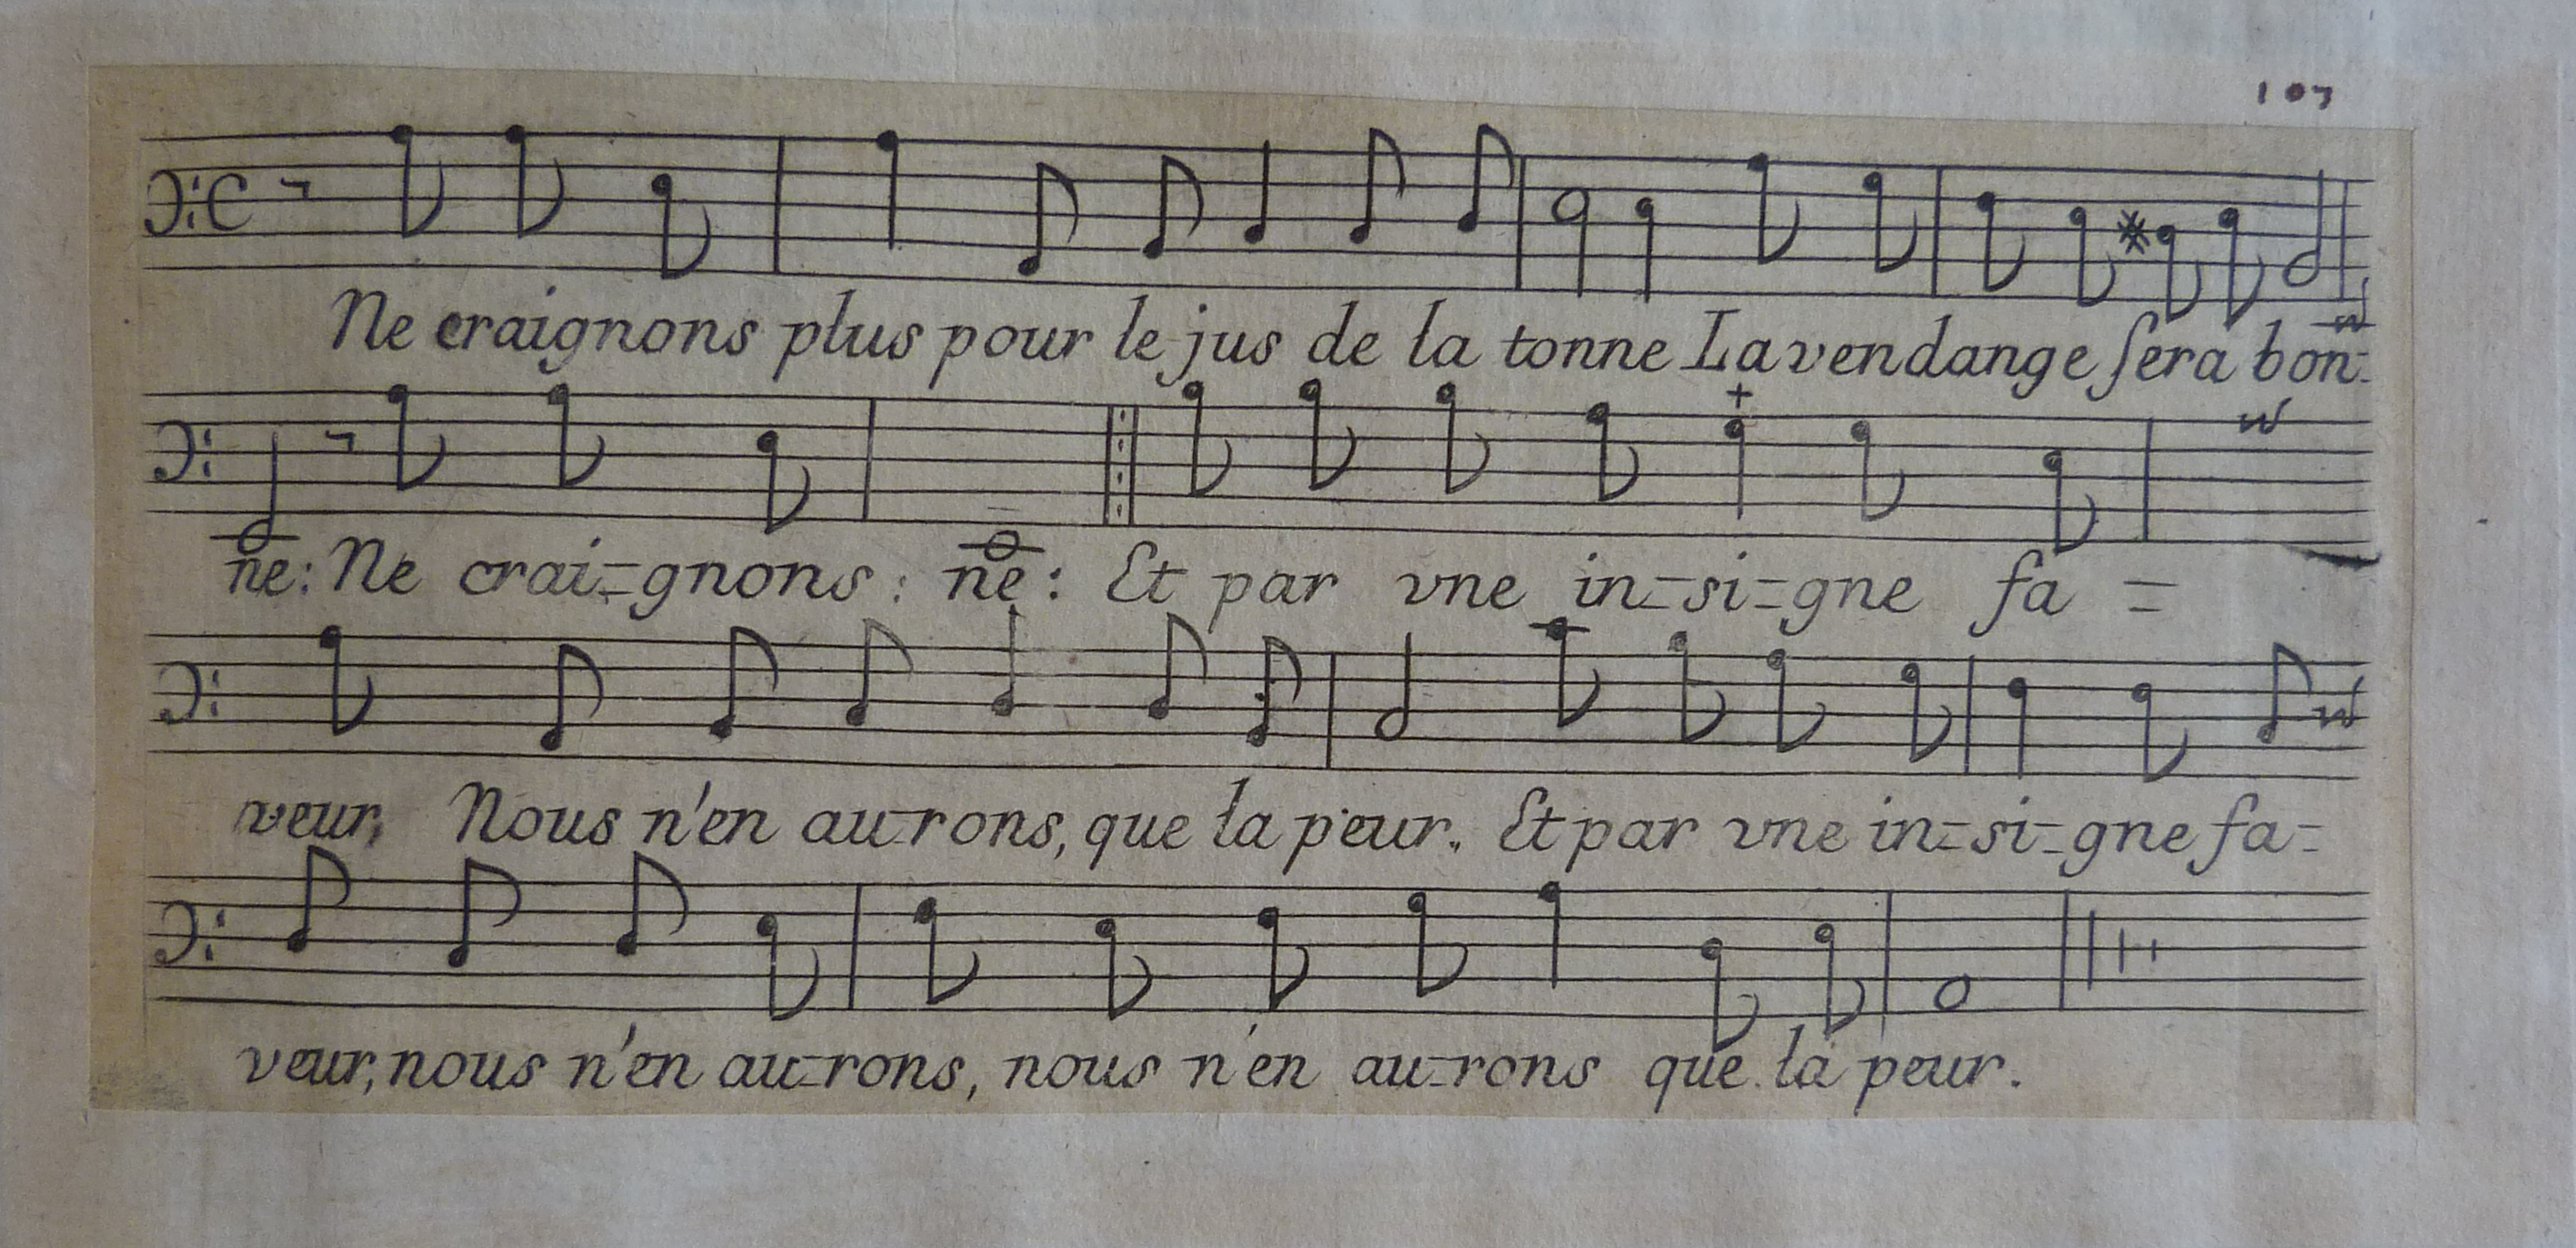 107
Ne craignons plus pour le jus de la tonne La vendange sera bon=
ne: Ne crai=gnons: ne: Et par vne in=si=gne fa=
veur, Nous n'en au=rons, que la peur. Et par vne in=si=gne fa=
veur, nous n'en au=rons, nous n'en au=rons que la peur.